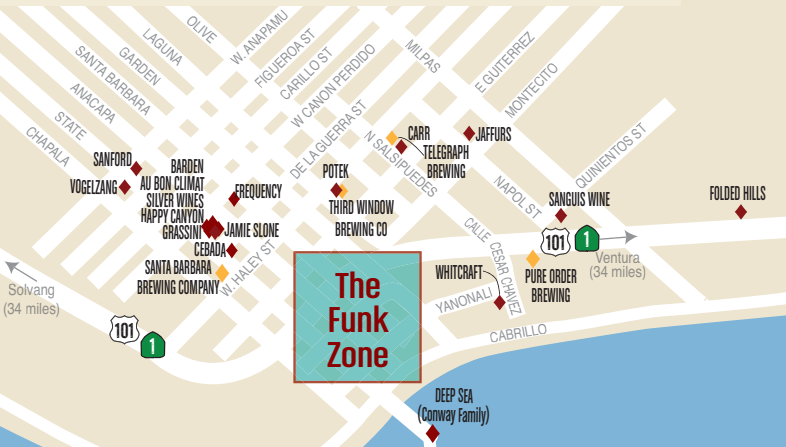 OLIVE
LAGUNA
GARDEN
SANTA BARBARA
ANACAPA
STATE
CHAPALA
W. ANAPAMU
FIGUEROA ST
CARILLO ST
W CANON PERDIDO
DE LA GUERRA ST
MILPAS
E GUITERREZ
MONTECITO
N SALSIPUEDES
QUINIENTOS ST
NAPOL ST
CARR
TELEGRAPH
BREWING
JAFFURS
SANFORD
VOGELZANG
BARDEN
AU BON CLIMAT
SILVER WINES
HAPPY CANYON
GRASSINI
FREQUENCY
JAMIE SLONE
CEBADA
SANTA BARBARA
BREWING COMPANY
W. HALEY ST
POTEK
THIRD WINDOW
BREWING CO
SANGUIS WINE
FOLDED HILLS
101
1
Ventura
(34 miles)
CALLE CESAR CHAVEZ
WHITCRAFT
YANONALI
PURE ORDER
BREWING
CABRILLO
The
Funk
Zone
Solvang
(34 miles)
101
1
DEEP SEA
(Conway Family)